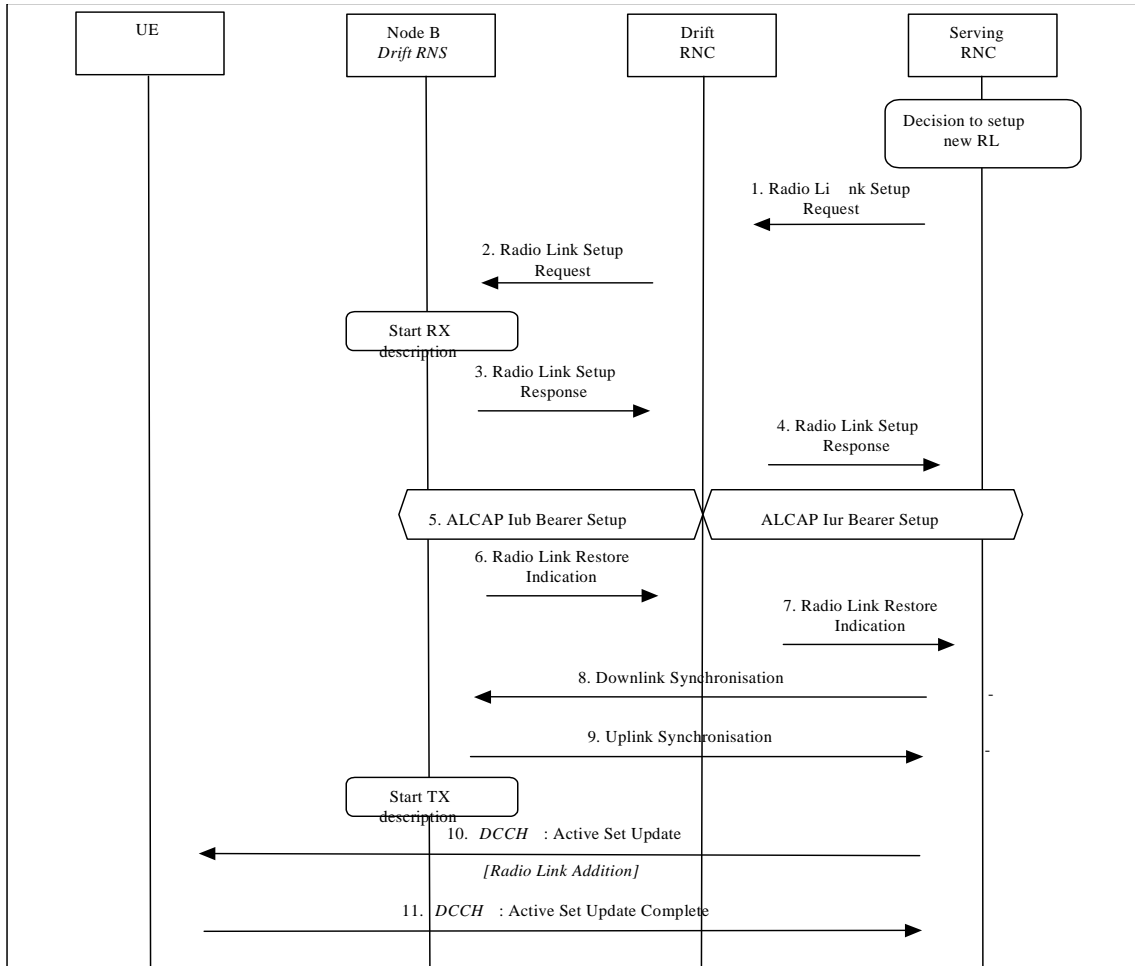 UE
Node B
Drift RNS
Drift
RNC
Serving
RNC
Decision to setup
new RL
1. Radio Li nk Setup
Request
2. Radio Link Setup
Request
Start RX
description
3. Radio Link Setup
Response
4. Radio Link Setup
Response
5. ALCAP Iub Bearer Setup
ALCAP Iur Bearer Setup
6. Radio Link Restore
Indication
7. Radio Link Restore
Indication
8. Downlink Synchronisation
-
9. Uplink Synchronisation
-
Start TX
description
10. DCCH : Active Set Update
[Radio Link Addition]
11. DCCH : Active Set Update Complete